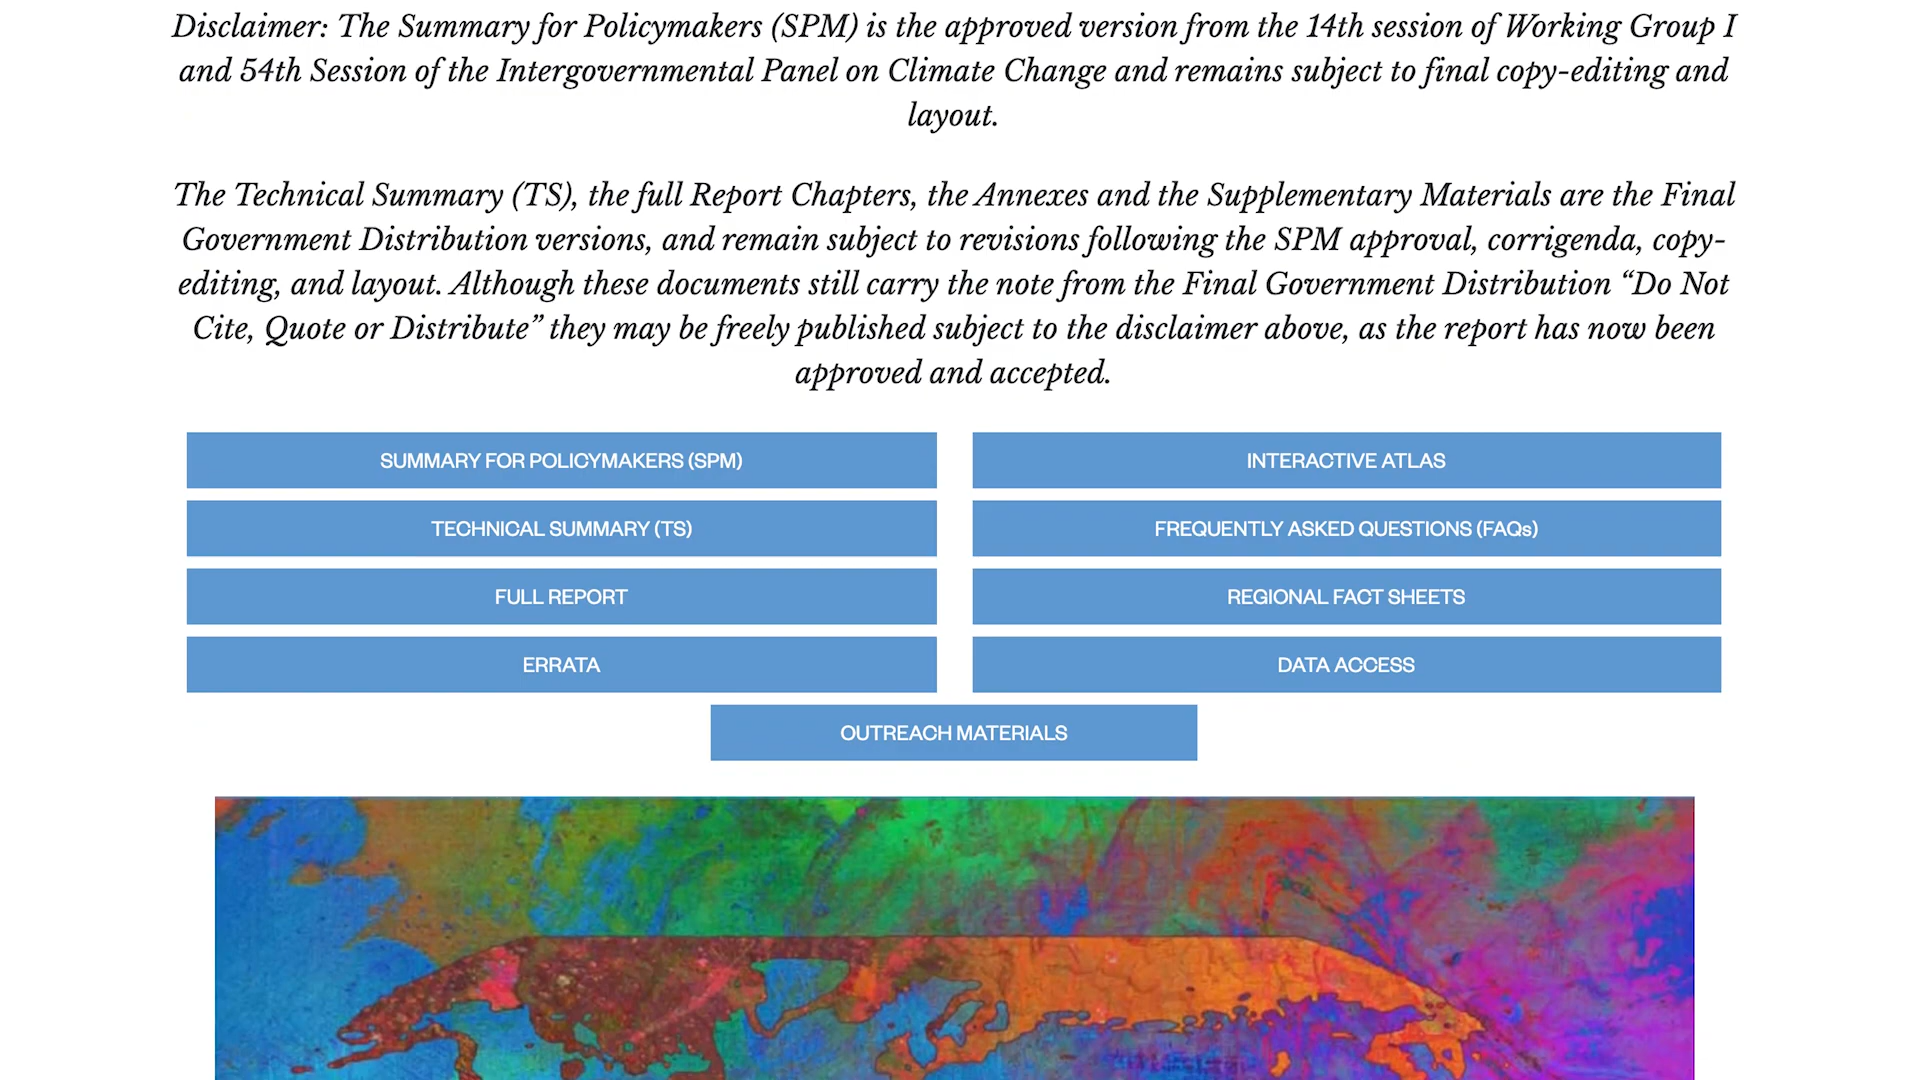 Disclaimer: The Summary for Policymakers (SPM) is the approved version from the 14th session of Working Group I
and 54th Session of the Intergovernmental Panel on Climate Change and remains subject to final copy-editing and
layout.
The Technical Summary (TS), the full Report Chapters, the Annexes and the Supplementary Materials are the Final
Government Distribution versions, and remain subject to revisions following the SPM approval, corrigenda, copy-
editing, and layout. Although these documents still carry the note from the Final Government Distribution “Do Not
Cite, Quote or Distribute” they may be freely published subject to the disclaimer above, as the report has now been
approved and accepted.
SUMMARY FOR POLICYMAKERS (SPM)
INTERACTIVE ATLAS
TECHNICAL SUMMARY (TS)
FREQUENTLY ASKED QUESTIONS (FAQs)
FULL REPORT
REGIONAL FACT SHEETS
ERRATA
DATA ACCESS
OUTREACH MATERIALS